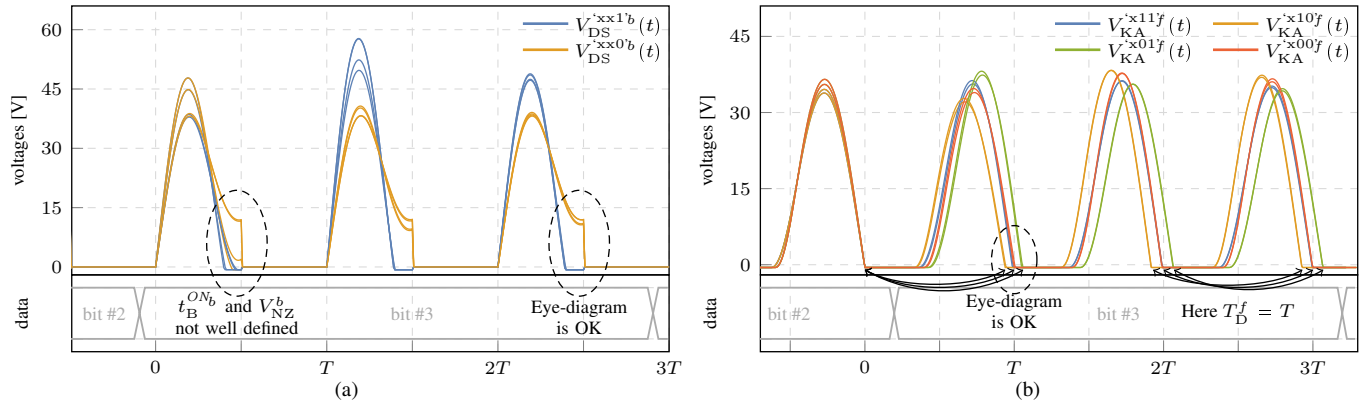 60
45
30
15
0
voltages [V]
V_DS^{'xx1'b}(t)
V_DS^{'xx0'b}(t)
data
bit #2
t_B^{ONb} and V_NZ^b
not well defined
bit #3
Eye-diagram
is OK
0 T 2T 3T
(a)
45
30
15
0
voltages [V]
V_KA^{'x11'f}(t) V_KA^{'x10'f}(t)
V_KA^{'x01'f}(t) V_KA^{'x00'f}(t)
data
bit #2
Eye-diagram
is OK
bit #3
Here T_D^f = T
0 T 2T 3T
(b)